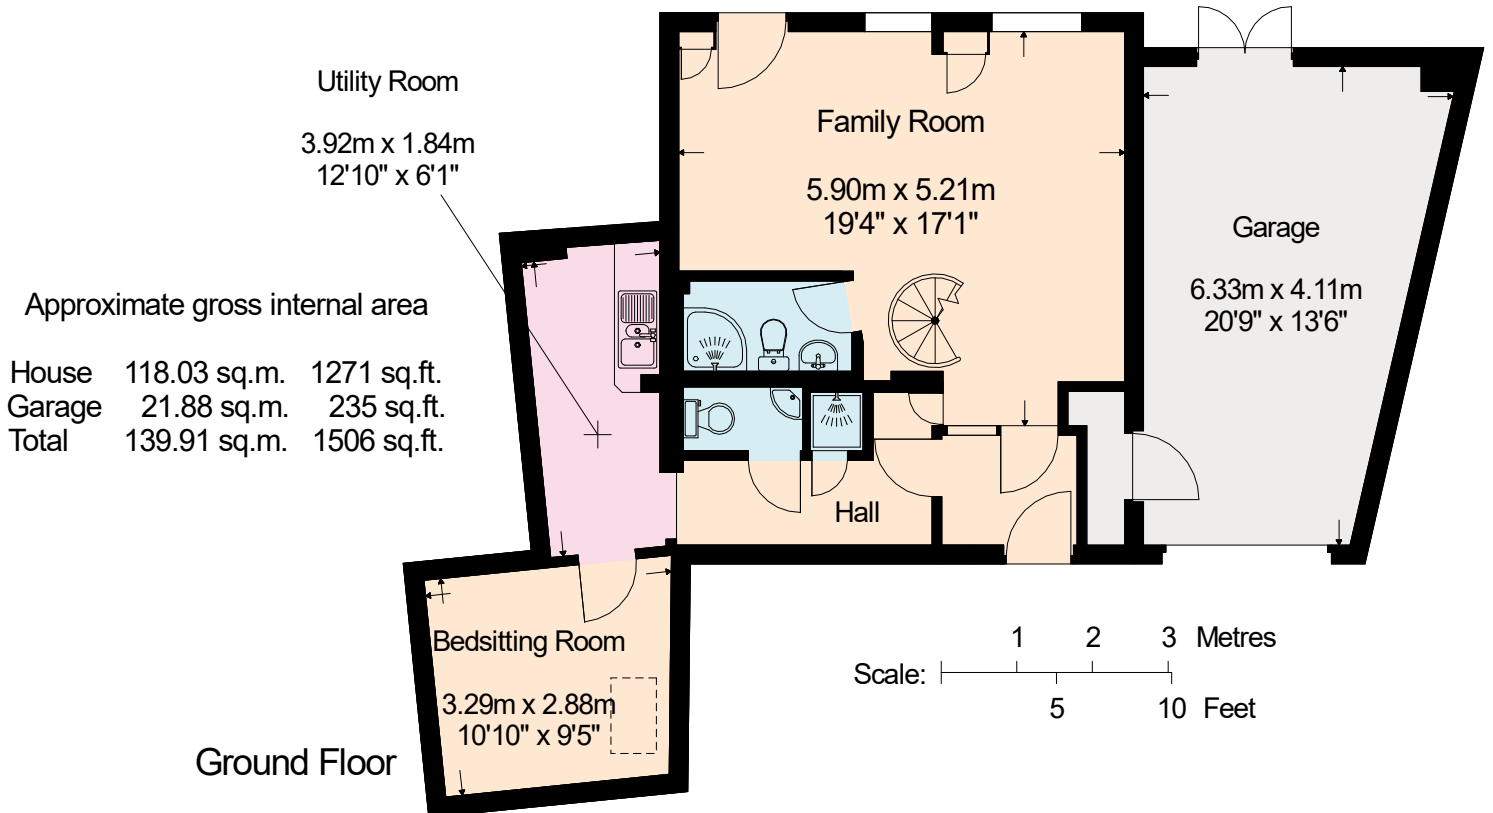 Utility Room
3.92m x 1.84m
12'10" x 6'1"
Family Room
5.90m x 5.21m
19'4" x 17'1"
Garage
6.33m x 4.11m
20'9" x 13'6"
Approximate gross internal area
House 118.03 sq.m. 1271 sq.ft.
Garage 21.88 sq.m. 235 sq.ft.
Total 139.91 sq.m. 1506 sq.ft.
Hall
Bedsitting Room
3.29m x 2.88m
10'10" x 9'5"
1 2 3 Metres
Scale:
5 10 Feet
Ground Floor